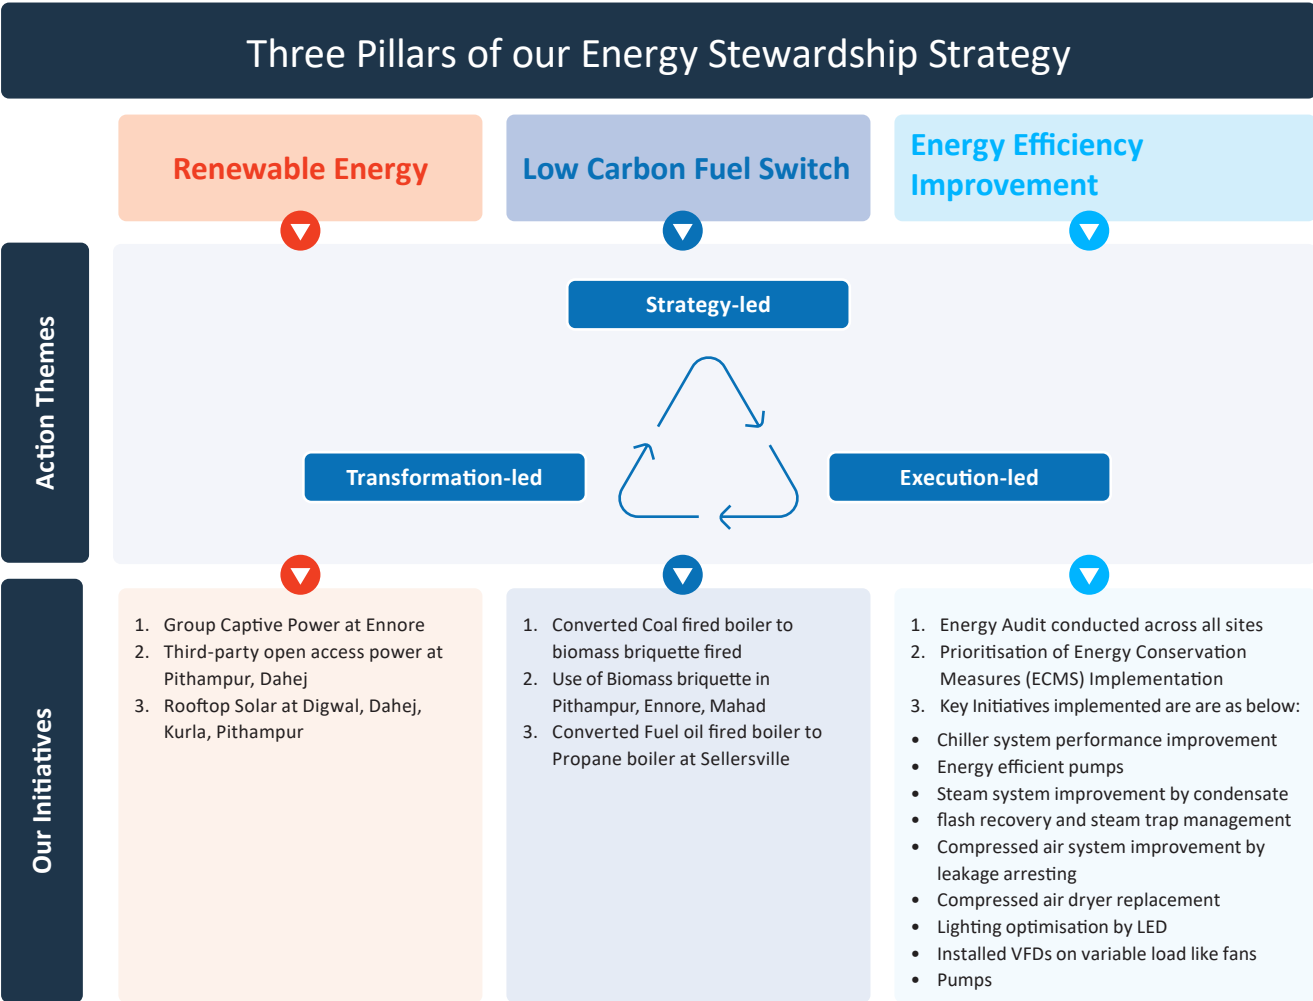 Three Pillars of our Energy Stewardship Strategy
Renewable Energy
Low Carbon Fuel Switch
Energy Efficiency
Improvement
Action Themes
Strategy-led
Transformation-led
Execution-led
Our Initiatives
1. Group Captive Power at Ennore
2. Third-party open access power at
Pithampur, Dahej
3. Rooftop Solar at Digwal, Dahej,
Kurla, Pithampur
1. Converted Coal fired boiler to
biomass briquette fired
2. Use of Biomass briquette in
Pithampur, Ennore, Mahad
3. Converted Fuel oil fired boiler to
Propane boiler at Sellersville
1. Energy Audit conducted across all sites
2. Prioritisation of Energy Conservation
Measures (ECMS) Implementation
3. Key Initiatives implemented are are as below:
• Chiller system performance improvement
• Energy efficient pumps
• Steam system improvement by condensate
• flash recovery and steam trap management
• Compressed air system improvement by
leakage arresting
• Compressed air dryer replacement
• Lighting optimisation by LED
• Installed VFDs on variable load like fans
• Pumps